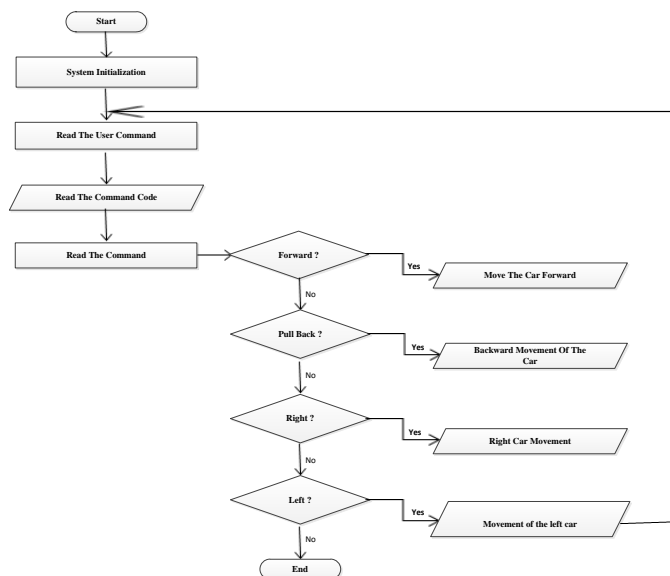 Start
System Initialization
Read The User Command
Read The Command Code
Read The Command
Forward ?
Yes
Move The Car Forward
No
Pull Back ?
Yes
Backward Movement Of The
Car
No
Right ?
Yes
Right Car Movement
No
Left ?
Yes
Movement of the left car
No
End